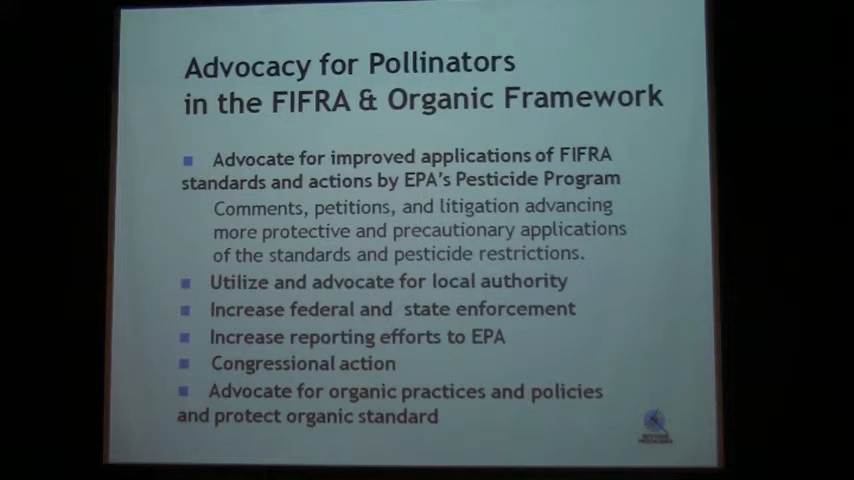 Advocacy for Pollinators
in the FIFRA & Organic Framework
Advocate for improved applications of FIFRA
standards and actions by EPA's Pesticide Program
Comments, petitions, and litigation advancing
more protective and precautionary applications
of the standards and pesticide restrictions.
Utilize and advocate for local authority
Increase federal and state enforcement
Increase reporting efforts to EPA
Congressional action
Advocate for organic practices and policies
and protect organic standard